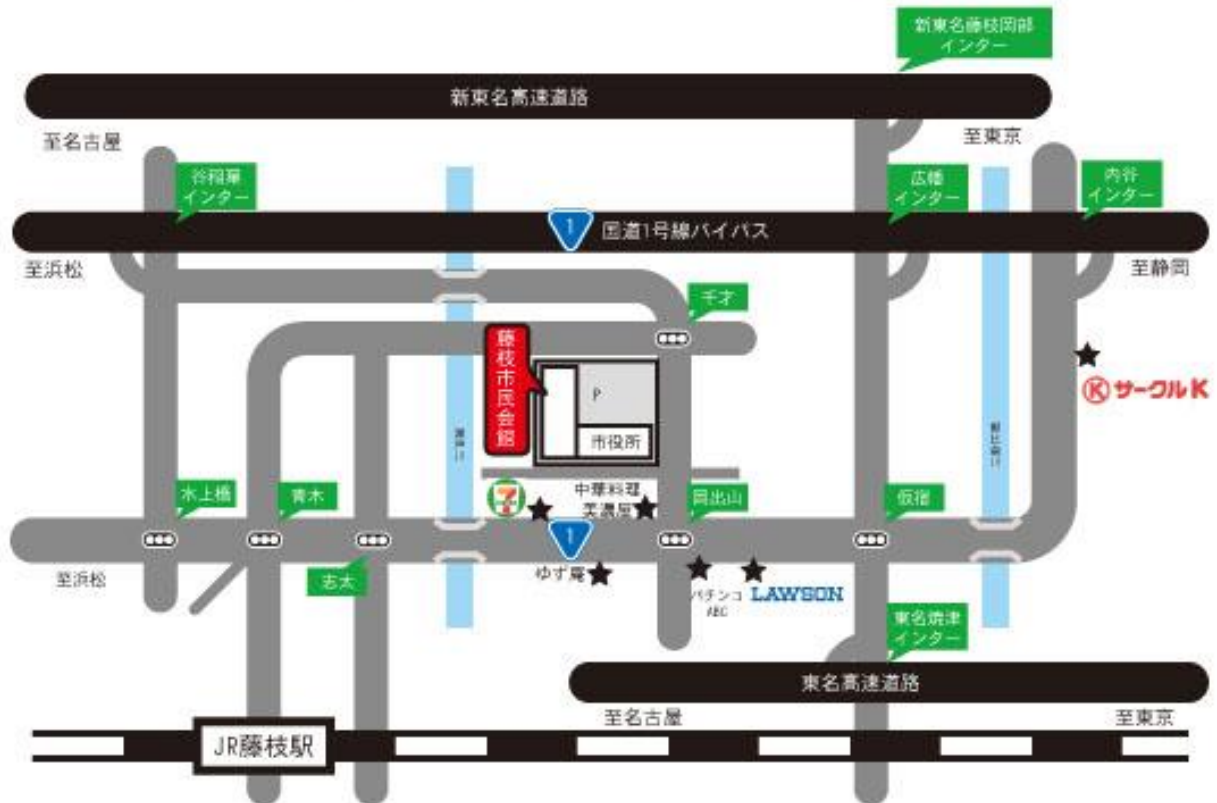 新東名藤枝岡部
インター
新東名高速道路
至名古屋
至東京
谷稲葉
インター
広幡
インター
内谷
インター
1
国道1号線バイパス
至浜松
至静岡
千才
藤枝市民会館
P
市役所
サークルK
水上橋
青木
7
中華料理
美濃屋
岡出山
仮宿
1
至浜松
志太
ゆず庵
パチンコ
ABC
LAWSON
東名焼津
インター
東名高速道路
至名古屋
至東京
JR藤枝駅